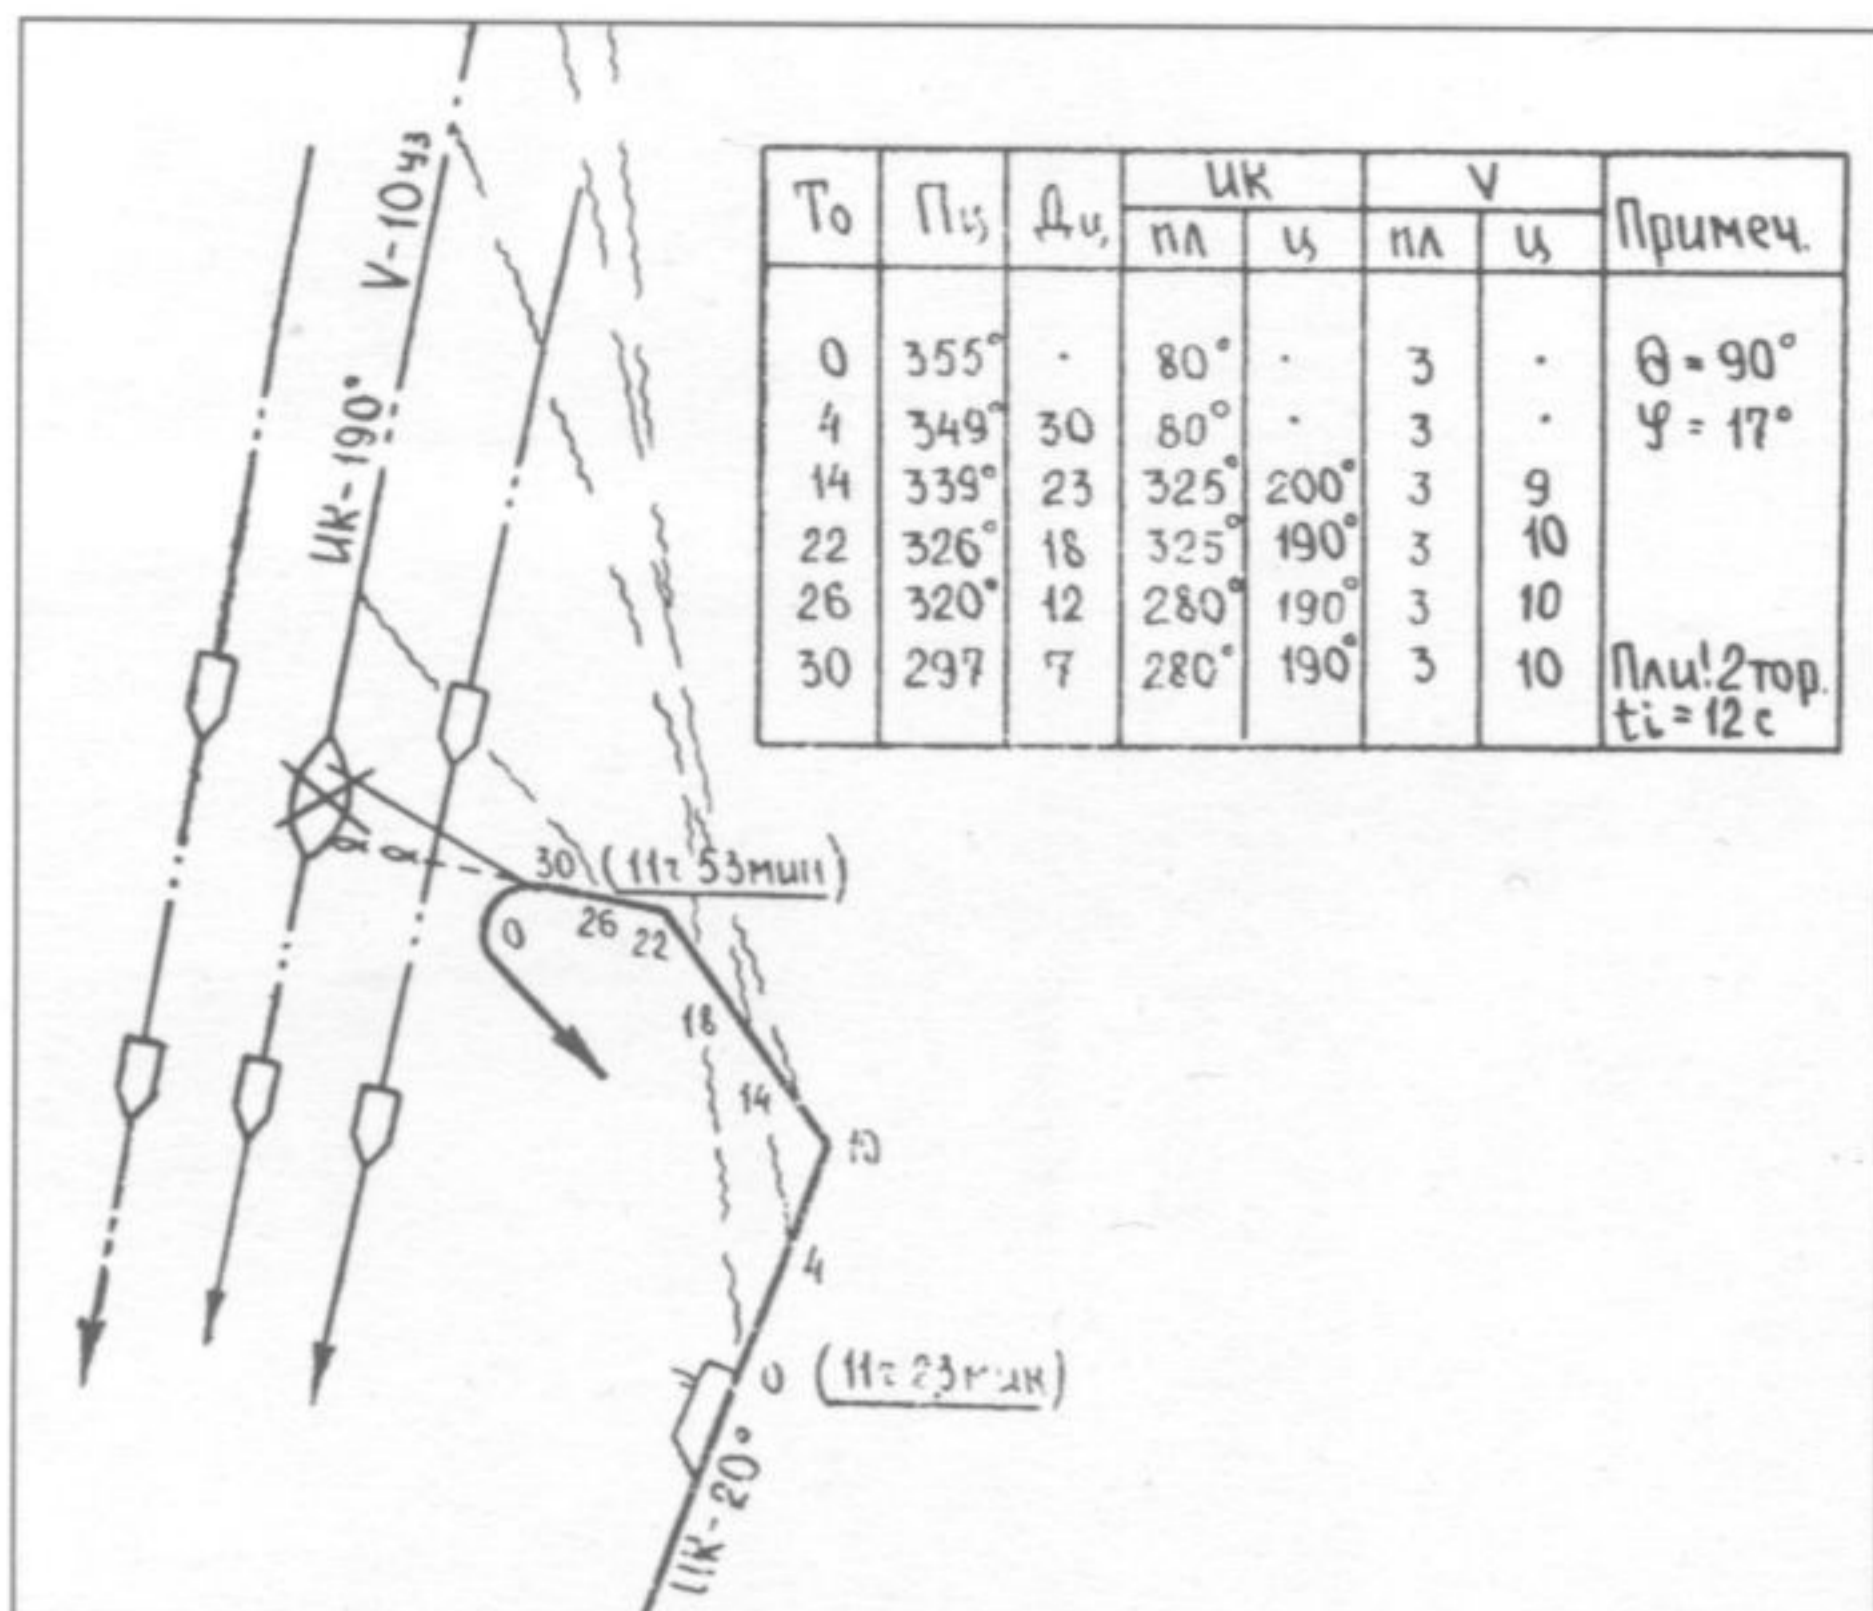 V-10уз
ИК-190°
То Пц Дц ИК V Примеч.
пл ц пл ц
0 355° · 80° · 3 · θ = 90°
4 349° 30 80° · 3 · φ = 17°
14 339° 23 325° 200° 3 9
22 326° 18 325° 190° 3 10
26 320° 12 280° 190° 3 10
30 297 7 280° 190° 3 10 Пли! 2 тор.
ti = 12 с
30 (11г 53мин)
0 26 22
18
14
10
4
0 (11г 23мин)
ИК-20°